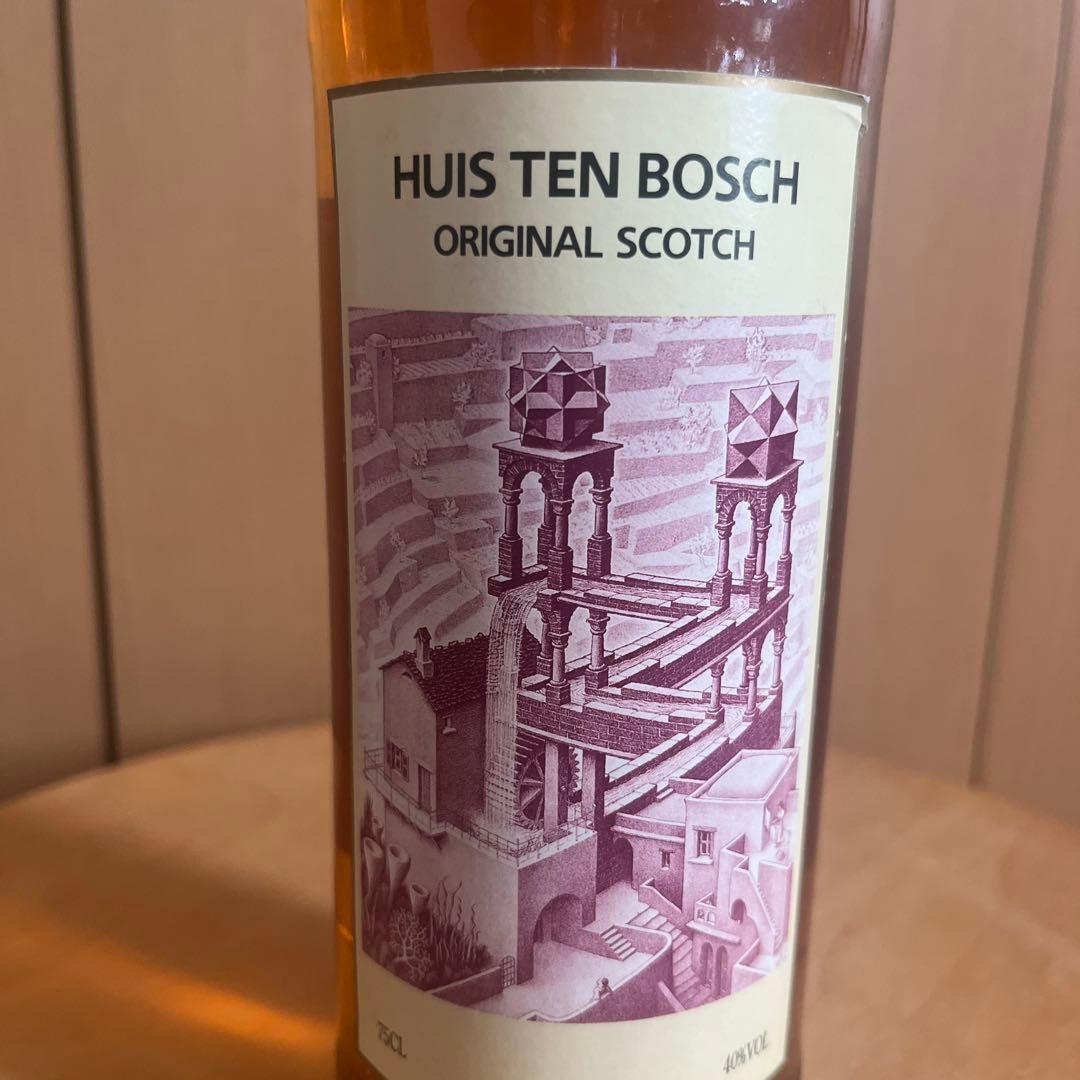 HUIS TEN BOSCH
ORIGINAL SCOTCH
75CL
40%VOL